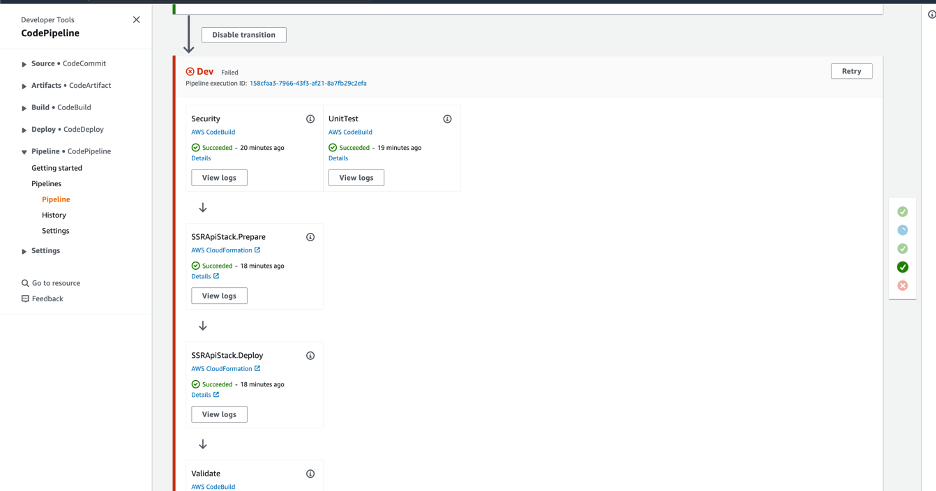 Developer Tools
CodePipeline
Source • CodeCommit
Artifacts • CodeArtifact
Build • CodeBuild
Deploy • CodeDeploy
Pipeline • CodePipeline
Getting started
Pipelines
Pipeline
History
Settings
Settings
Go to resource
Feedback
Disable transition
Dev Failed
Retry
Pipeline execution ID: 158cfaa3-7966-43f3-af21-8a7fb29c2efa
Security
AWS CodeBuild
Succeeded - 20 minutes ago
Details
View logs
UnitTest
AWS CodeBuild
Succeeded - 19 minutes ago
Details
View logs
SSRApiStack.Prepare
AWS CloudFormation
Succeeded - 18 minutes ago
Details
View logs
SSRApiStack.Deploy
AWS CloudFormation
Succeeded - 18 minutes ago
Details
View logs
Validate
AWS CodeBuild